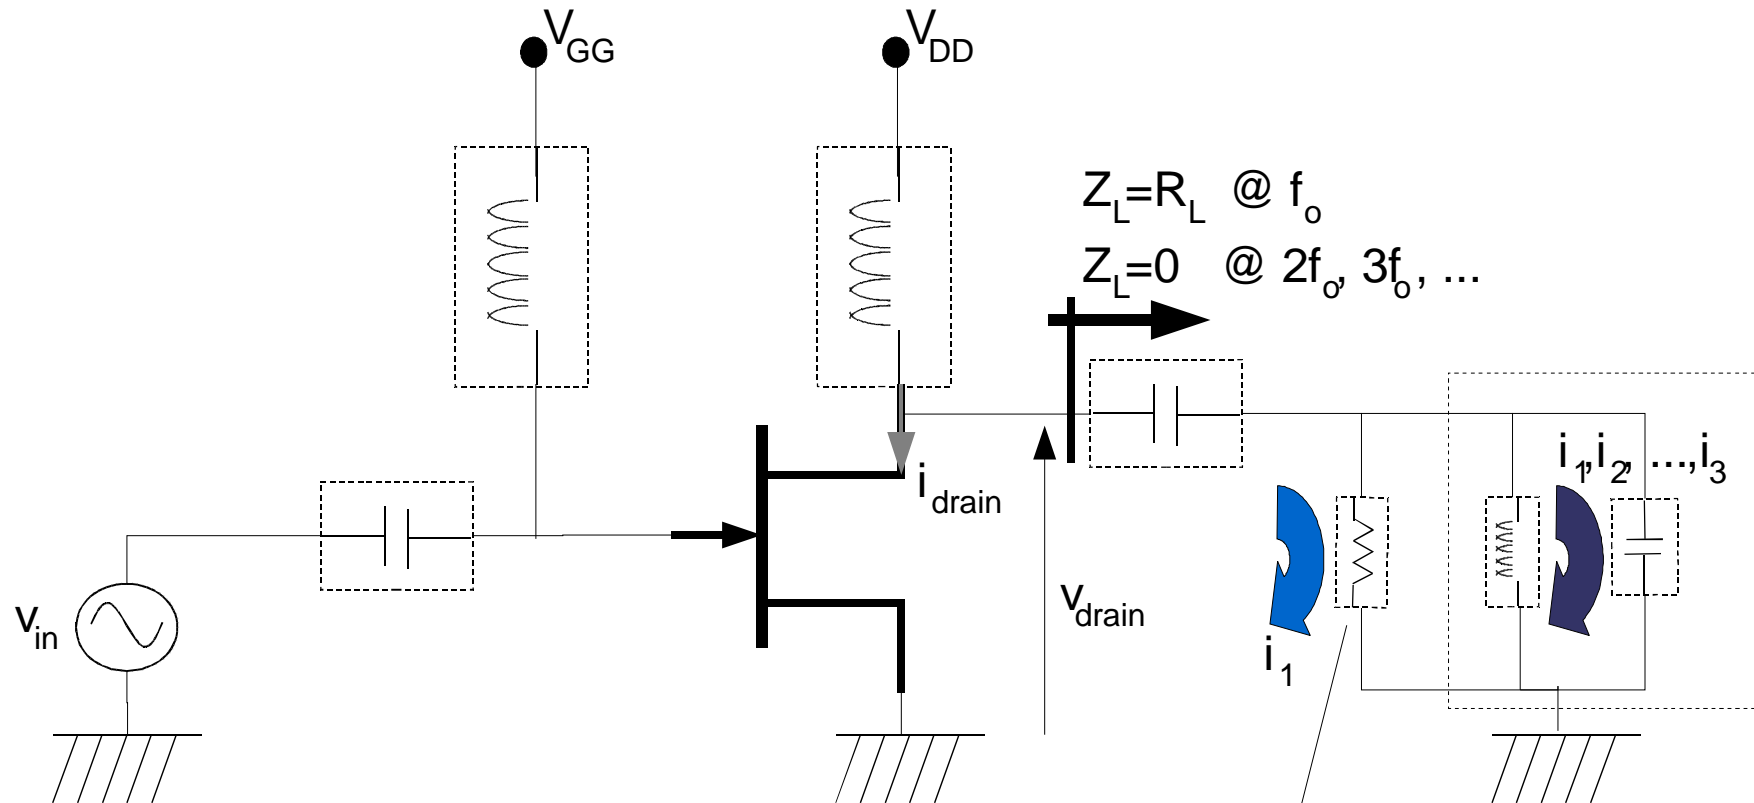 V_GG
V_DD
Z_L=R_L @ f_o
Z_L=0 @ 2f_o, 3f_o, ...
i_1,i_2, ...,i_3
i_drain
v_drain
v_in
i_1